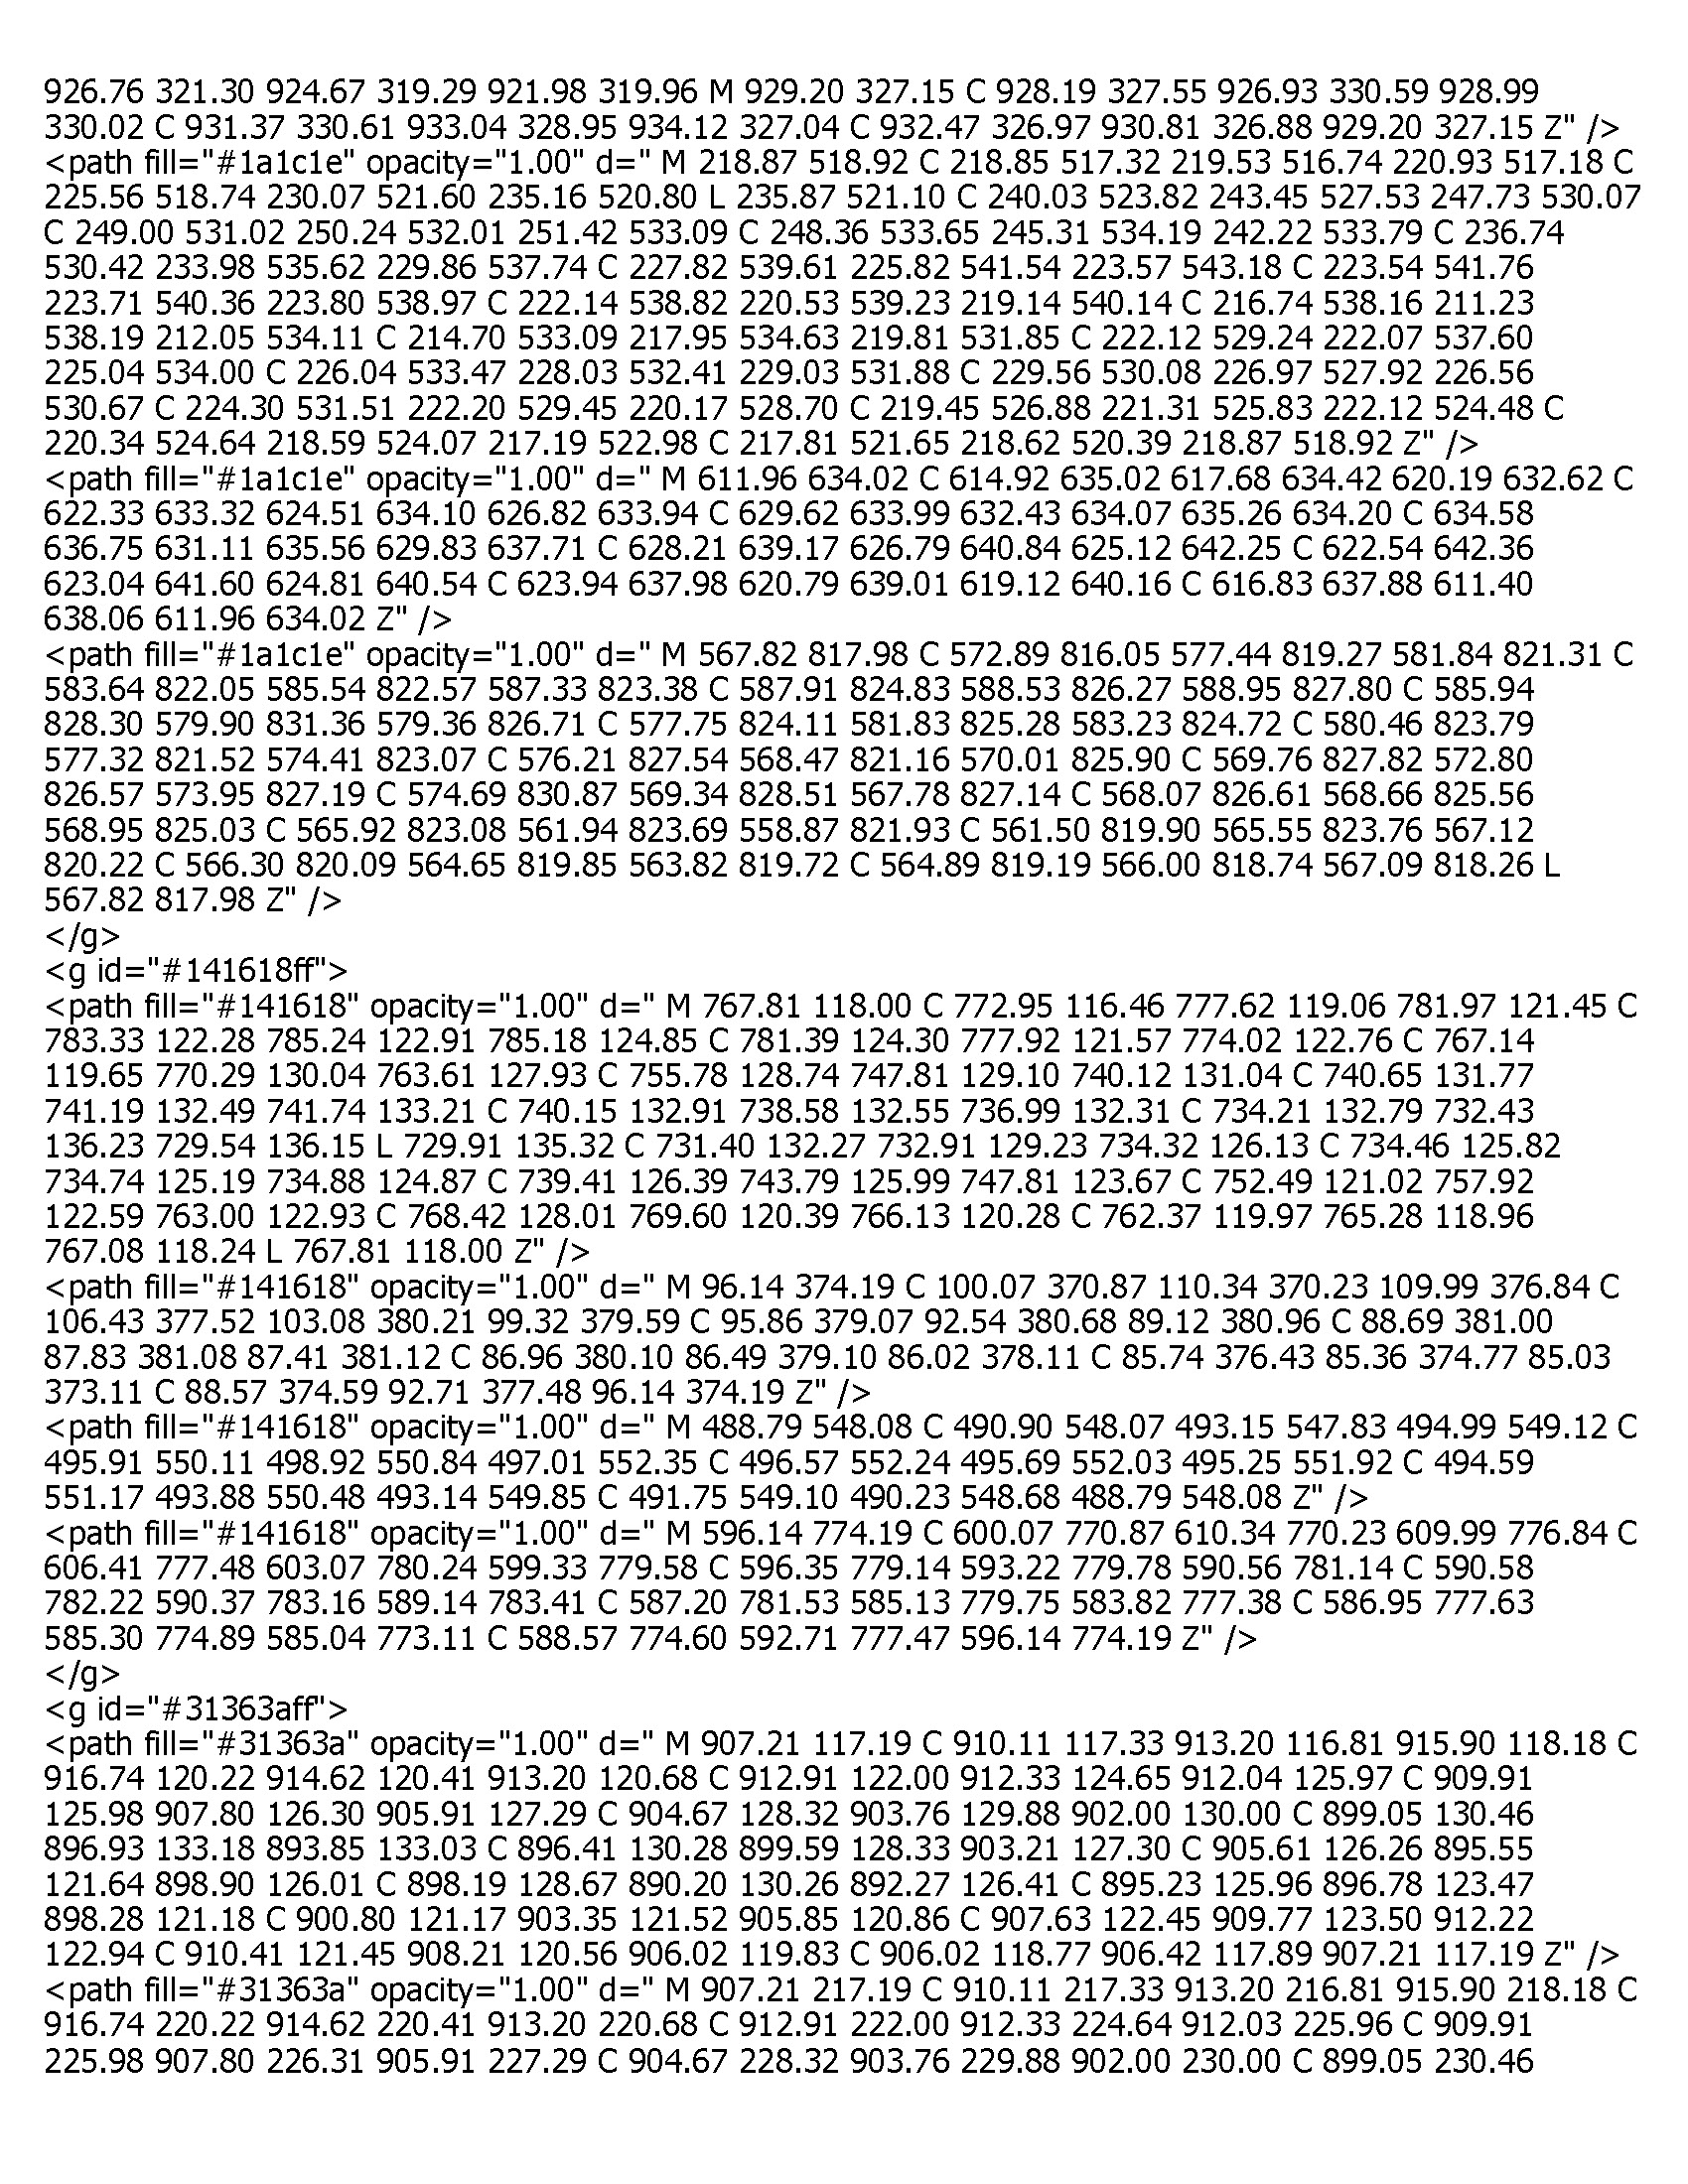 926.76 321.30 924.67 319.29 921.98 319.96 M 929.20 327.15 C 928.19 327.55 926.93 330.59 928.99
330.02 C 931.37 330.61 933.04 328.95 934.12 327.04 C 932.47 326.97 930.81 326.88 929.20 327.15 Z" />
<path fill="#1a1c1e" opacity="1.00" d=" M 218.87 518.92 C 218.85 517.32 219.53 516.74 220.93 517.18 C
225.56 518.74 230.07 521.60 235.16 520.80 L 235.87 521.10 C 240.03 523.82 243.45 527.53 247.73 530.07
C 249.00 531.02 250.24 532.01 251.42 533.09 C 248.36 533.65 245.31 534.19 242.22 533.79 C 236.74
530.42 233.98 535.62 229.86 537.74 C 227.82 539.61 225.82 541.54 223.57 543.18 C 223.54 541.76
223.71 540.36 223.80 538.97 C 222.14 538.82 220.53 539.23 219.14 540.14 C 216.74 538.16 211.23
538.19 212.05 534.11 C 214.70 533.09 217.95 534.63 219.81 531.85 C 222.12 529.24 222.07 537.60
225.04 534.00 C 226.04 533.47 228.03 532.41 229.03 531.88 C 229.56 530.08 226.97 527.92 226.56
530.67 C 224.30 531.51 222.20 529.45 220.17 528.70 C 219.45 526.88 221.31 525.83 222.12 524.48 C
220.34 524.64 218.59 524.07 217.19 522.98 C 217.81 521.65 218.62 520.39 218.87 518.92 Z" />
<path fill="#1a1c1e" opacity="1.00" d=" M 611.96 634.02 C 614.92 635.02 617.68 634.42 620.19 632.62 C
622.33 633.32 624.51 634.10 626.82 633.94 C 629.62 633.99 632.43 634.07 635.26 634.20 C 634.58
636.75 631.11 635.56 629.83 637.71 C 628.21 639.17 626.79 640.84 625.12 642.25 C 622.54 642.36
623.04 641.60 624.81 640.54 C 623.94 637.98 620.79 639.01 619.12 640.16 C 616.83 637.88 611.40
638.06 611.96 634.02 Z" />
<path fill="#1a1c1e" opacity="1.00" d=" M 567.82 817.98 C 572.89 816.05 577.44 819.27 581.84 821.31 C
583.64 822.05 585.54 822.57 587.33 823.38 C 587.91 824.83 588.53 826.27 588.95 827.80 C 585.94
828.30 579.90 831.36 579.36 826.71 C 577.75 824.11 581.83 825.28 583.23 824.72 C 580.46 823.79
577.32 821.52 574.41 823.07 C 576.21 827.54 568.47 821.16 570.01 825.90 C 569.76 827.82 572.80
826.57 573.95 827.19 C 574.69 830.87 569.34 828.51 567.78 827.14 C 568.07 826.61 568.66 825.56
568.95 825.03 C 565.92 823.08 561.94 823.69 558.87 821.93 C 561.50 819.90 565.55 823.76 567.12
820.22 C 566.30 820.09 564.65 819.85 563.82 819.72 C 564.89 819.19 566.00 818.74 567.09 818.26 L
567.82 817.98 Z" />
</g>
<g id="#141618ff">
<path fill="#141618" opacity="1.00" d=" M 767.81 118.00 C 772.95 116.46 777.62 119.06 781.97 121.45 C
783.33 122.28 785.24 122.91 785.18 124.85 C 781.39 124.30 777.92 121.57 774.02 122.76 C 767.14
119.65 770.29 130.04 763.61 127.93 C 755.78 128.74 747.81 129.10 740.12 131.04 C 740.65 131.77
741.19 132.49 741.74 133.21 C 740.15 132.91 738.58 132.55 736.99 132.31 C 734.21 132.79 732.43
136.23 729.54 136.15 L 729.91 135.32 C 731.40 132.27 732.91 129.23 734.32 126.13 C 734.46 125.82
734.74 125.19 734.88 124.87 C 739.41 126.39 743.79 125.99 747.81 123.67 C 752.49 121.02 757.92
122.59 763.00 122.93 C 768.42 128.01 769.60 120.39 766.13 120.28 C 762.37 119.97 765.28 118.96
767.08 118.24 L 767.81 118.00 Z" />
<path fill="#141618" opacity="1.00" d=" M 96.14 374.19 C 100.07 370.87 110.34 370.23 109.99 376.84 C
106.43 377.52 103.08 380.21 99.32 379.59 C 95.86 379.07 92.54 380.68 89.12 380.96 C 88.69 381.00
87.83 381.08 87.41 381.12 C 86.96 380.10 86.49 379.10 86.02 378.11 C 85.74 376.43 85.36 374.77 85.03
373.11 C 88.57 374.59 92.71 377.48 96.14 374.19 Z" />
<path fill="#141618" opacity="1.00" d=" M 488.79 548.08 C 490.90 548.07 493.15 547.83 494.99 549.12 C
495.91 550.11 498.92 550.84 497.01 552.35 C 496.57 552.24 495.69 552.03 495.25 551.92 C 494.59
551.17 493.88 550.48 493.14 549.85 C 491.75 549.10 490.23 548.68 488.79 548.08 Z" />
<path fill="#141618" opacity="1.00" d=" M 596.14 774.19 C 600.07 770.87 610.34 770.23 609.99 776.84 C
606.41 777.48 603.07 780.24 599.33 779.58 C 596.35 779.14 593.22 779.78 590.56 781.14 C 590.58
782.22 590.37 783.16 589.14 783.41 C 587.20 781.53 585.13 779.75 583.82 777.38 C 586.95 777.63
585.30 774.89 585.04 773.11 C 588.57 774.60 592.71 777.47 596.14 774.19 Z" />
</g>
<g id="#31363aff">
<path fill="#31363a" opacity="1.00" d=" M 907.21 117.19 C 910.11 117.33 913.20 116.81 915.90 118.18 C
916.74 120.22 914.62 120.41 913.20 120.68 C 912.91 122.00 912.33 124.65 912.04 125.97 C 909.91
125.98 907.80 126.30 905.91 127.29 C 904.67 128.32 903.76 129.88 902.00 130.00 C 899.05 130.46
896.93 133.18 893.85 133.03 C 896.41 130.28 899.59 128.33 903.21 127.30 C 905.61 126.26 895.55
121.64 898.90 126.01 C 898.19 128.67 890.20 130.26 892.27 126.41 C 895.23 125.96 896.78 123.47
898.28 121.18 C 900.80 121.17 903.35 121.52 905.85 120.86 C 907.63 122.45 909.77 123.50 912.22
122.94 C 910.41 121.45 908.21 120.56 906.02 119.83 C 906.02 118.77 906.42 117.89 907.21 117.19 Z" />
<path fill="#31363a" opacity="1.00" d=" M 907.21 217.19 C 910.11 217.33 913.20 216.81 915.90 218.18 C
916.74 220.22 914.62 220.41 913.20 220.68 C 912.91 222.00 912.33 224.64 912.03 225.96 C 909.91
225.98 907.80 226.31 905.91 227.29 C 904.67 228.32 903.76 229.88 902.00 230.00 C 899.05 230.46